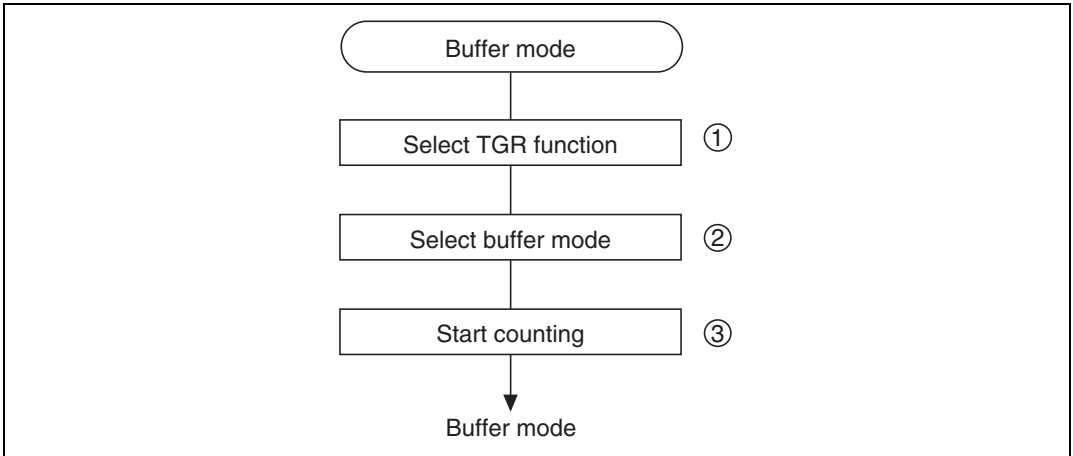 Buffer mode
Select TGR function ①
Select buffer mode ②
Start counting ③
Buffer mode